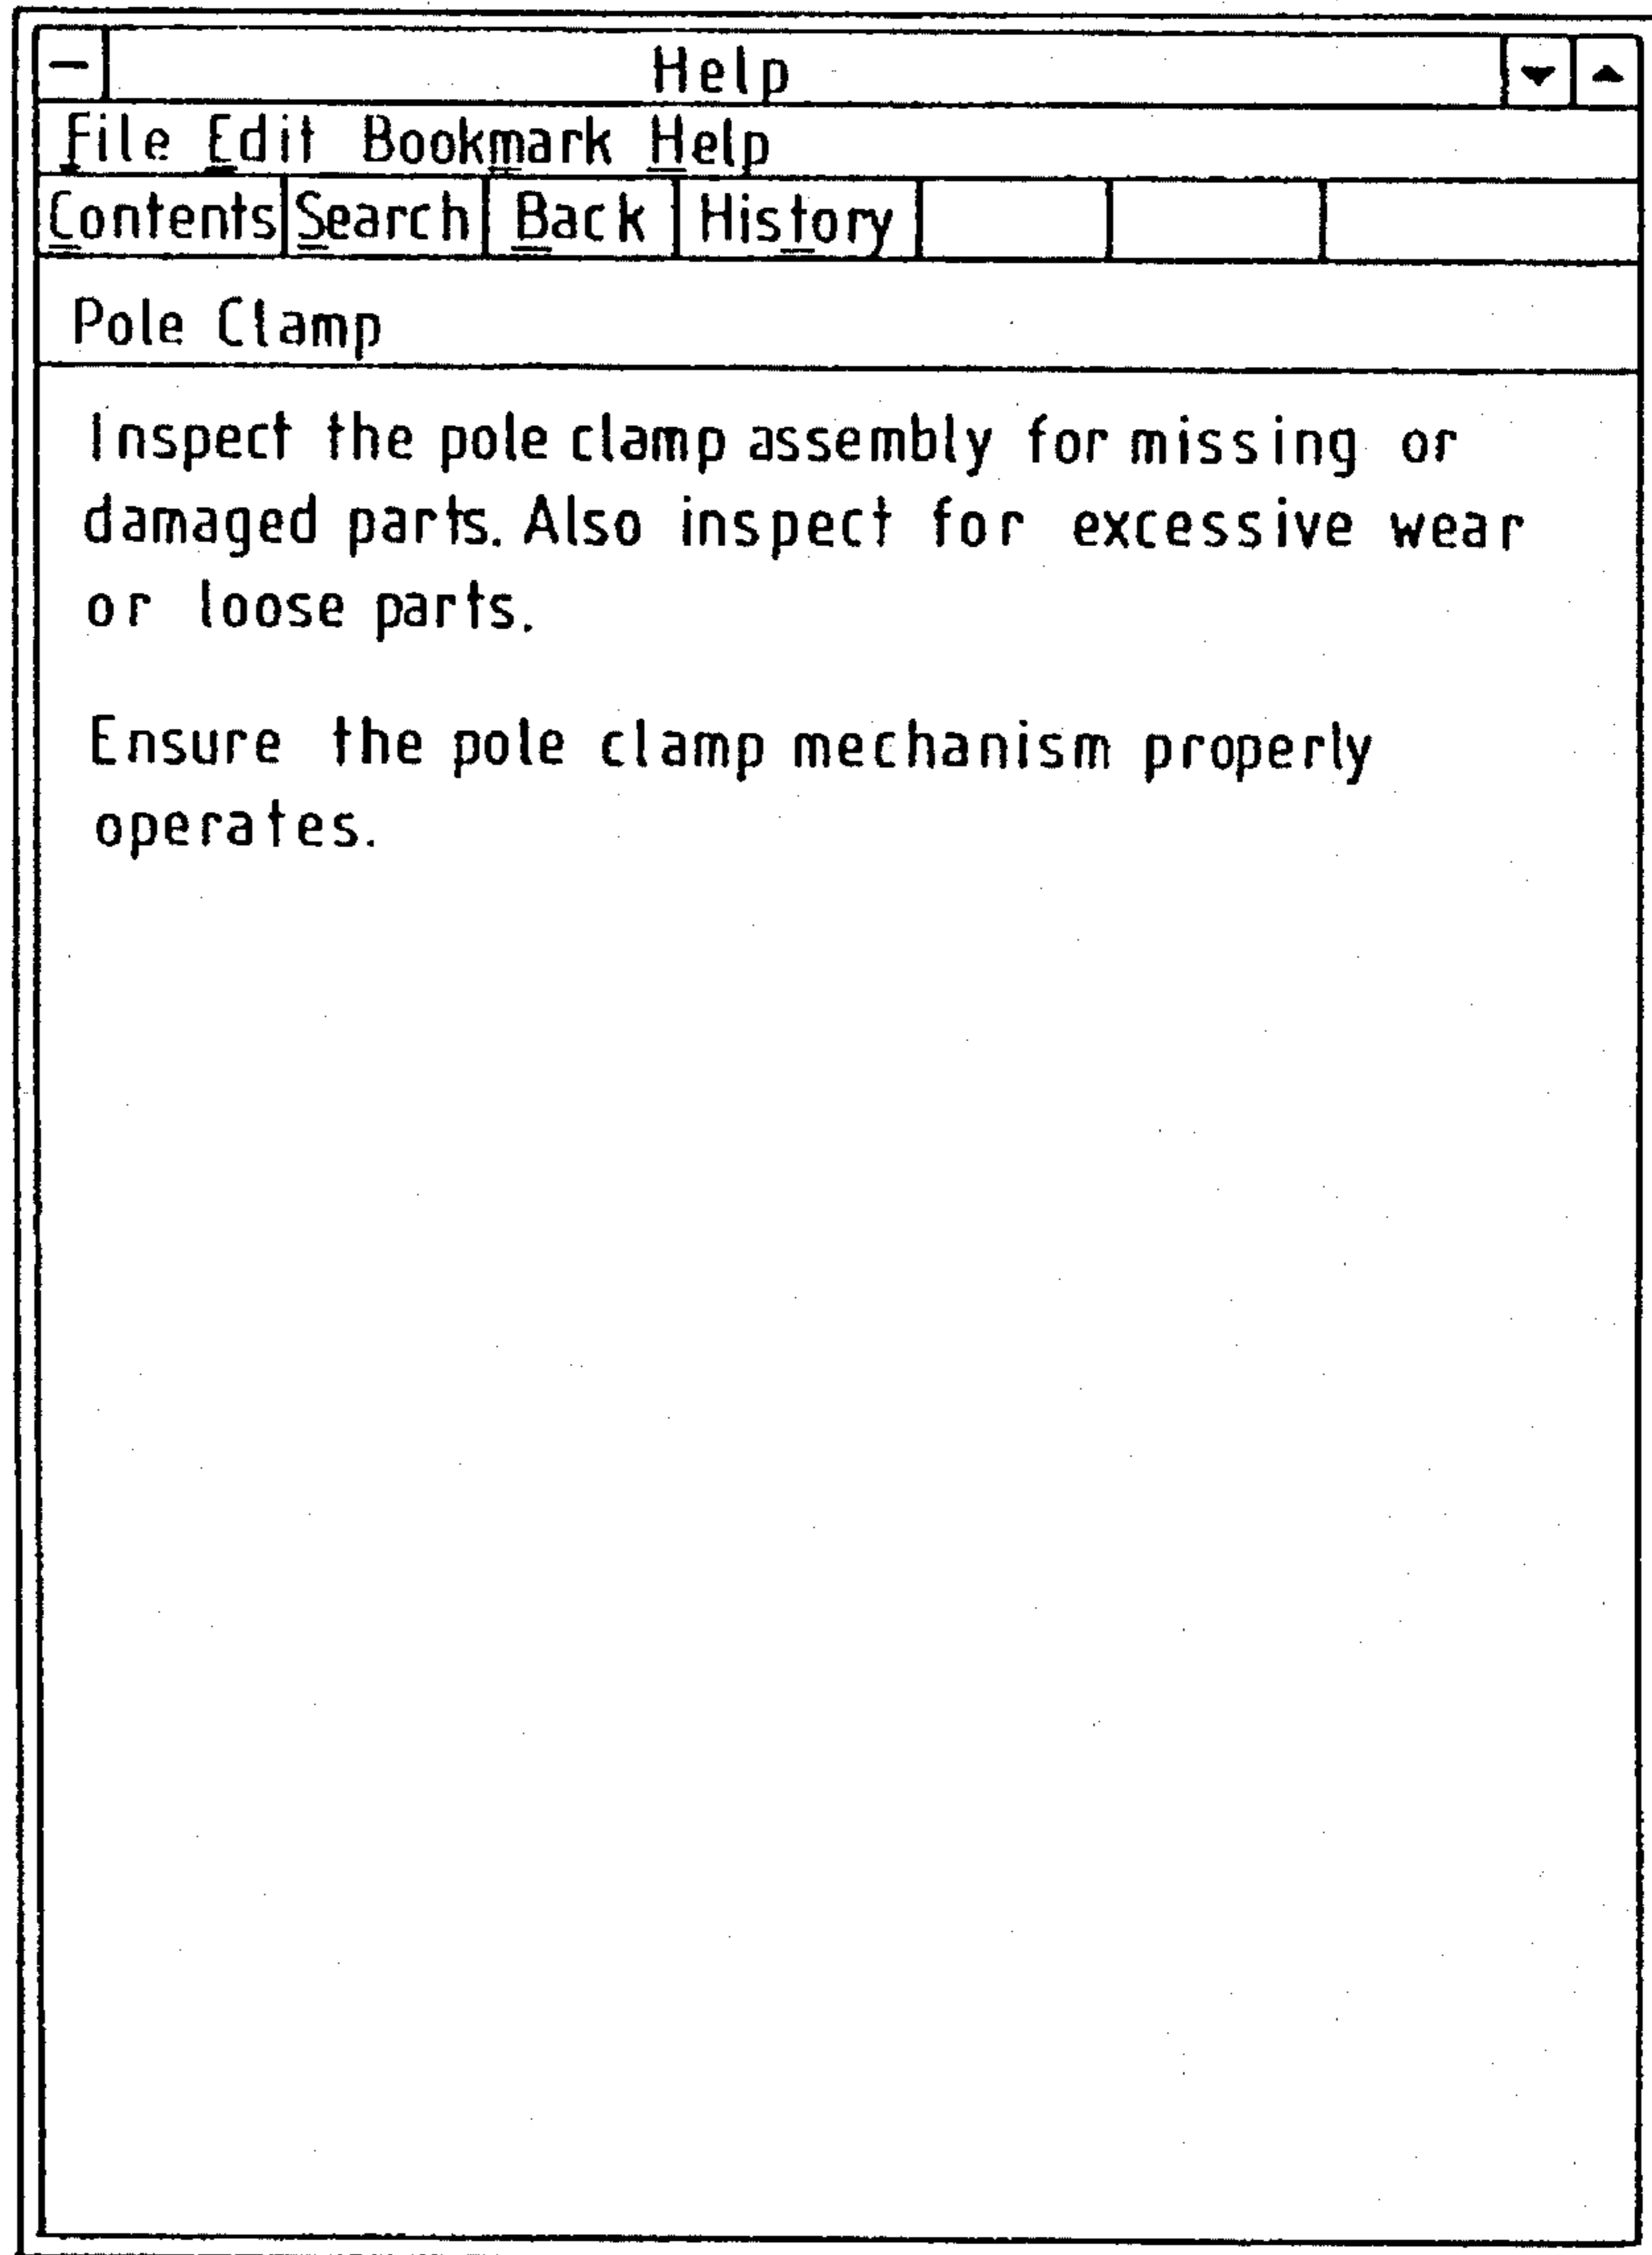 Help
File Edit Bookmark Help
Contents Search Back History
Pole Clamp
Inspect the pole clamp assembly for missing or
damaged parts. Also inspect for excessive wear
or loose parts.
Ensure the pole clamp mechanism properly
operates.